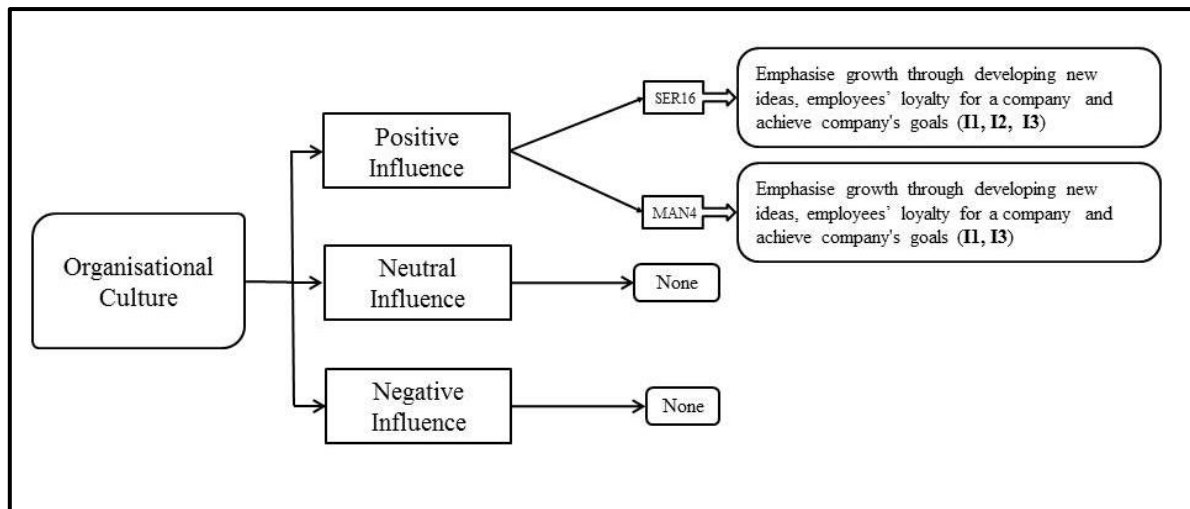 Organisational
Culture
Positive
Influence
SER16
Emphasise growth through developing new
ideas, employees' loyalty for a company and
achieve company's goals (I1, I2, I3)
MAN4
Emphasise growth through developing new
ideas, employees' loyalty for a company and
achieve company's goals (I1, I3)
Neutral
Influence
None
Negative
Influence
None